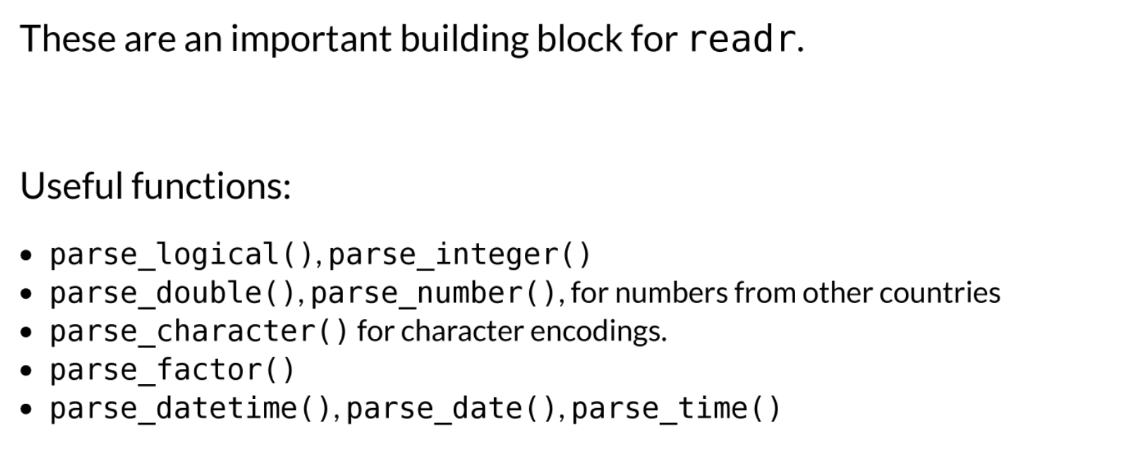 These are an important building block for readr.
Useful functions:
• parse_logical(), parse_integer()
• parse_double(), parse_number(), for numbers from other countries
• parse_character() for character encodings.
• parse_factor()
• parse_datetime(), parse_date(), parse_time()